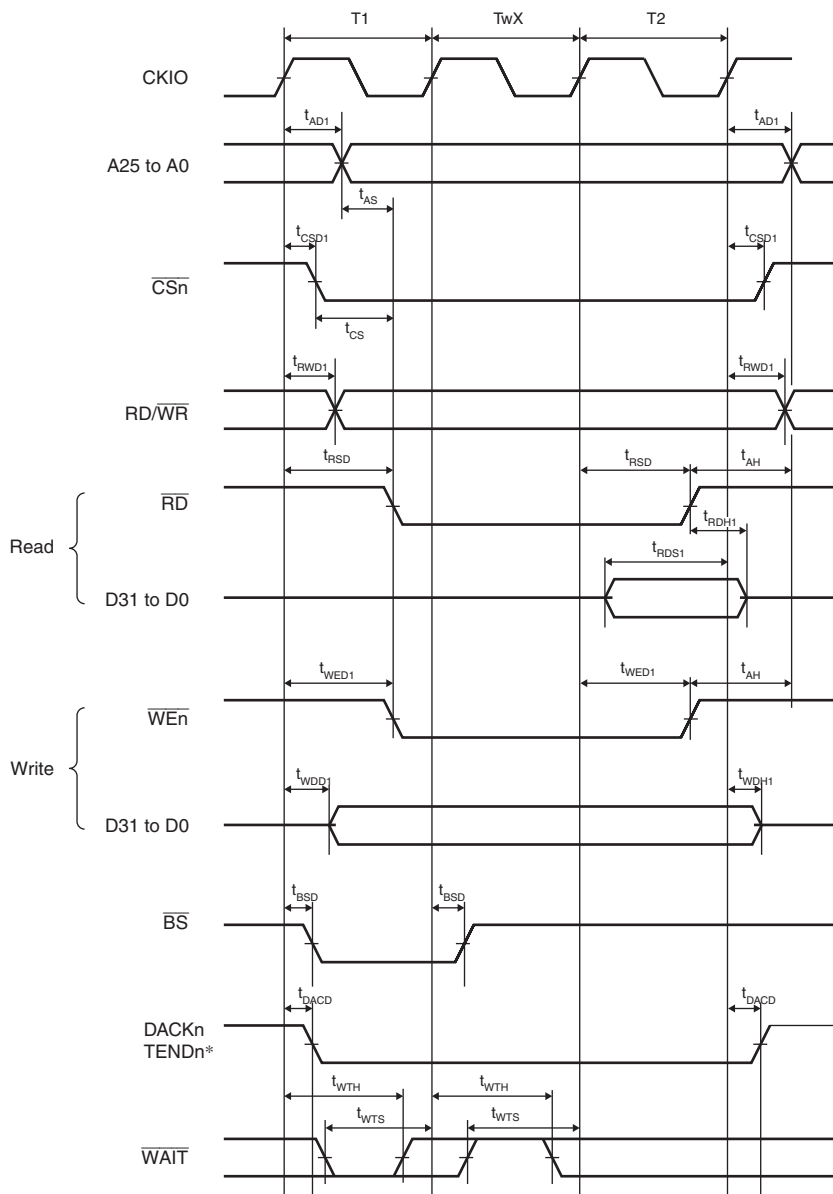 T1 TwX T2
CKIO
tAD1 tAD1
A25 to A0
tAS
tCSD1 tCSD1
CSn
tCS
tRWD1 tRWD1
RD/WR
tRSD tRSD tAH
RD
tRDH1
Read
tRDS1
D31 to D0
tWED1 tWED1 tAH
WEn
Write
tWDD1 tWDH1
D31 to D0
tBSD tBSD
BS
tDACD tDACD
DACKn
TENDn*
tWTH tWTH
tWTS tWTS
WAIT